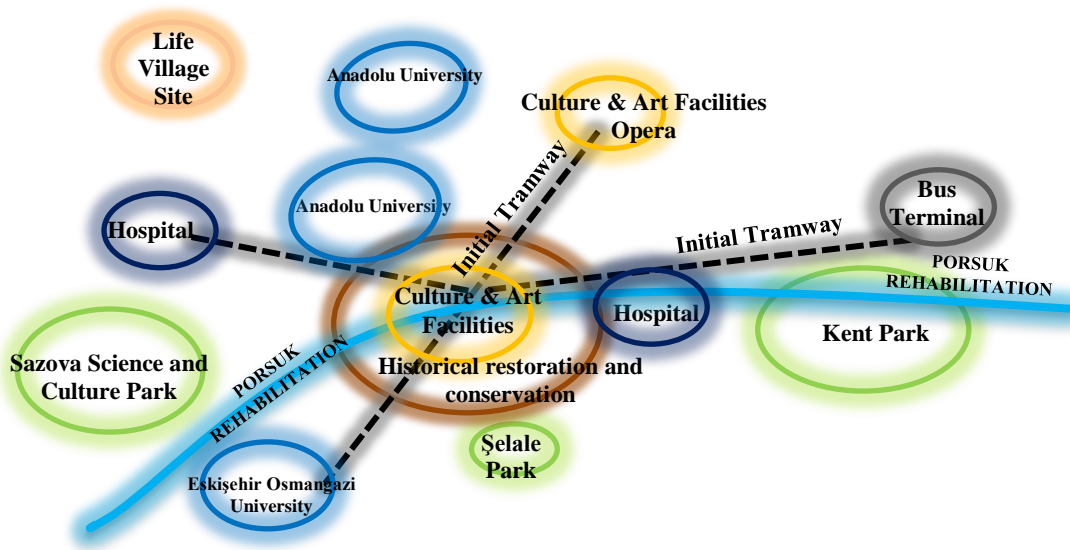 Life
Village
Site
Anadolu University
Culture & Art Facilities
Opera
Anadolu University
Initial Tramway
Bus
Terminal
Hospital
Initial Tramway
PORSUK
REHABILITATION
Culture & Art
Facilities
Hospital
Kent Park
Sazova Science and
Culture Park
PORSUK
REHABILITATION
Historical restoration and
conservation
Şelale
Park
Eskişehir Osmangazi
University